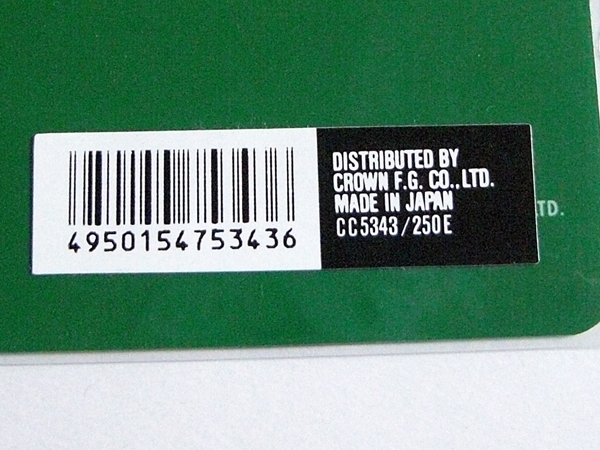 4950154753436
DISTRIBUTED BY
CROWN F.G. CO., LTD.
MADE IN JAPAN
CC5343/250E
TD.